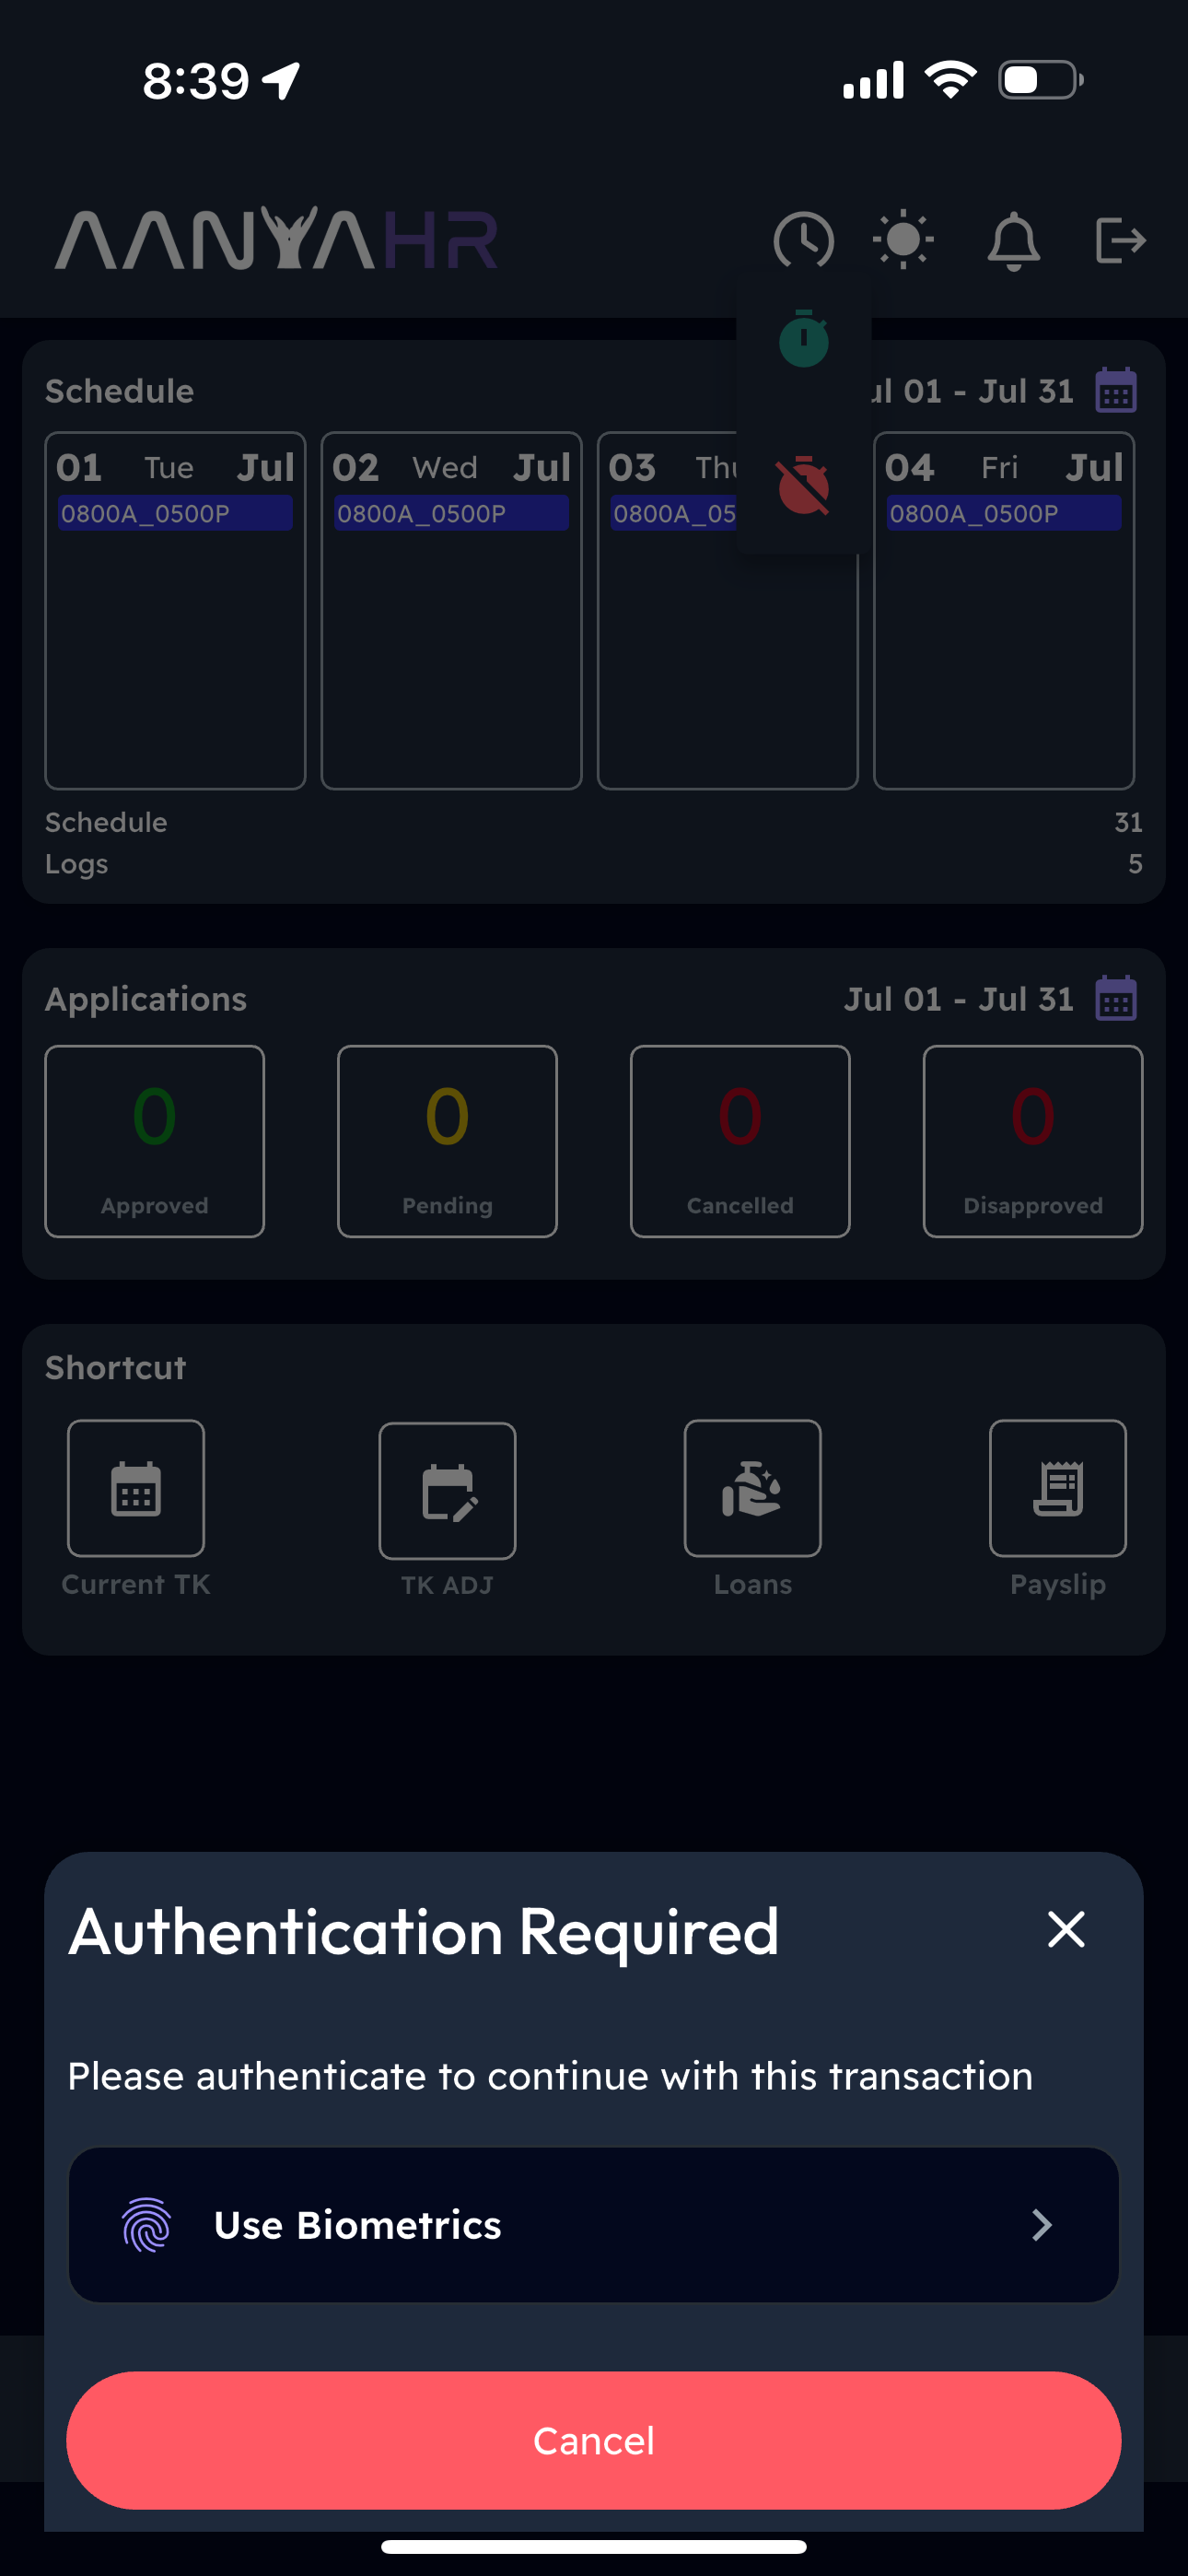 8:39
AANYAHR
Schedule
ul 01 - Jul 31
01 Tue Jul
0800A_0500P
02 Wed Jul
0800A_0500P
03 Thu
0800A_05
04 Fri Jul
0800A_0500P
Schedule 31
Logs 5
Applications
Jul 01 - Jul 31
0
Approved
0
Pending
0
Cancelled
0
Disapproved
Shortcut
Current TK
TK ADJ
Loans
Payslip
Authentication Required
Please authenticate to continue with this transaction
Use Biometrics
Cancel